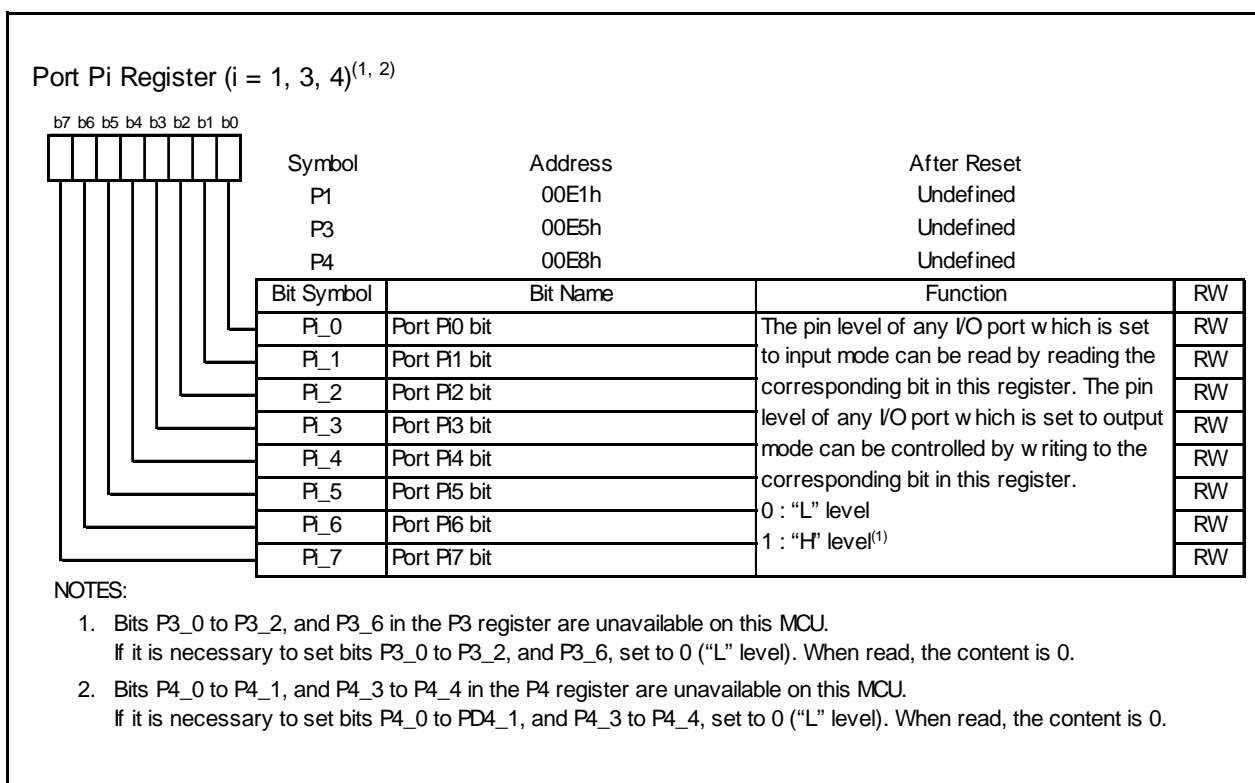 Port Pi Register (i = 1, 3, 4)(1, 2)
b7 b6 b5 b4 b3 b2 b1 b0
Symbol Address After Reset
P1 00E1h Undefined
P3 00E5h Undefined
P4 00E8h Undefined
Bit Symbol Bit Name Function RW
Pi_0 Port Pi0 bit The pin level of any I/O port which is set RW
Pi_1 Port Pi1 bit to input mode can be read by reading the RW
Pi_2 Port Pi2 bit corresponding bit in this register. The pin RW
Pi_3 Port Pi3 bit level of any I/O port which is set to output RW
Pi_4 Port Pi4 bit mode can be controlled by writing to the RW
Pi_5 Port Pi5 bit corresponding bit in this register. RW
Pi_6 Port Pi6 bit 0 : “L” level RW
Pi_7 Port Pi7 bit 1 : “H” level(1) RW
NOTES:
1. Bits P3_0 to P3_2, and P3_6 in the P3 register are unavailable on this MCU.
If it is necessary to set bits P3_0 to P3_2, and P3_6, set to 0 (“L” level). When read, the content is 0.
2. Bits P4_0 to P4_1, and P4_3 to P4_4 in the P4 register are unavailable on this MCU.
If it is necessary to set bits P4_0 to PD4_1, and P4_3 to P4_4, set to 0 (“L” level). When read, the content is 0.